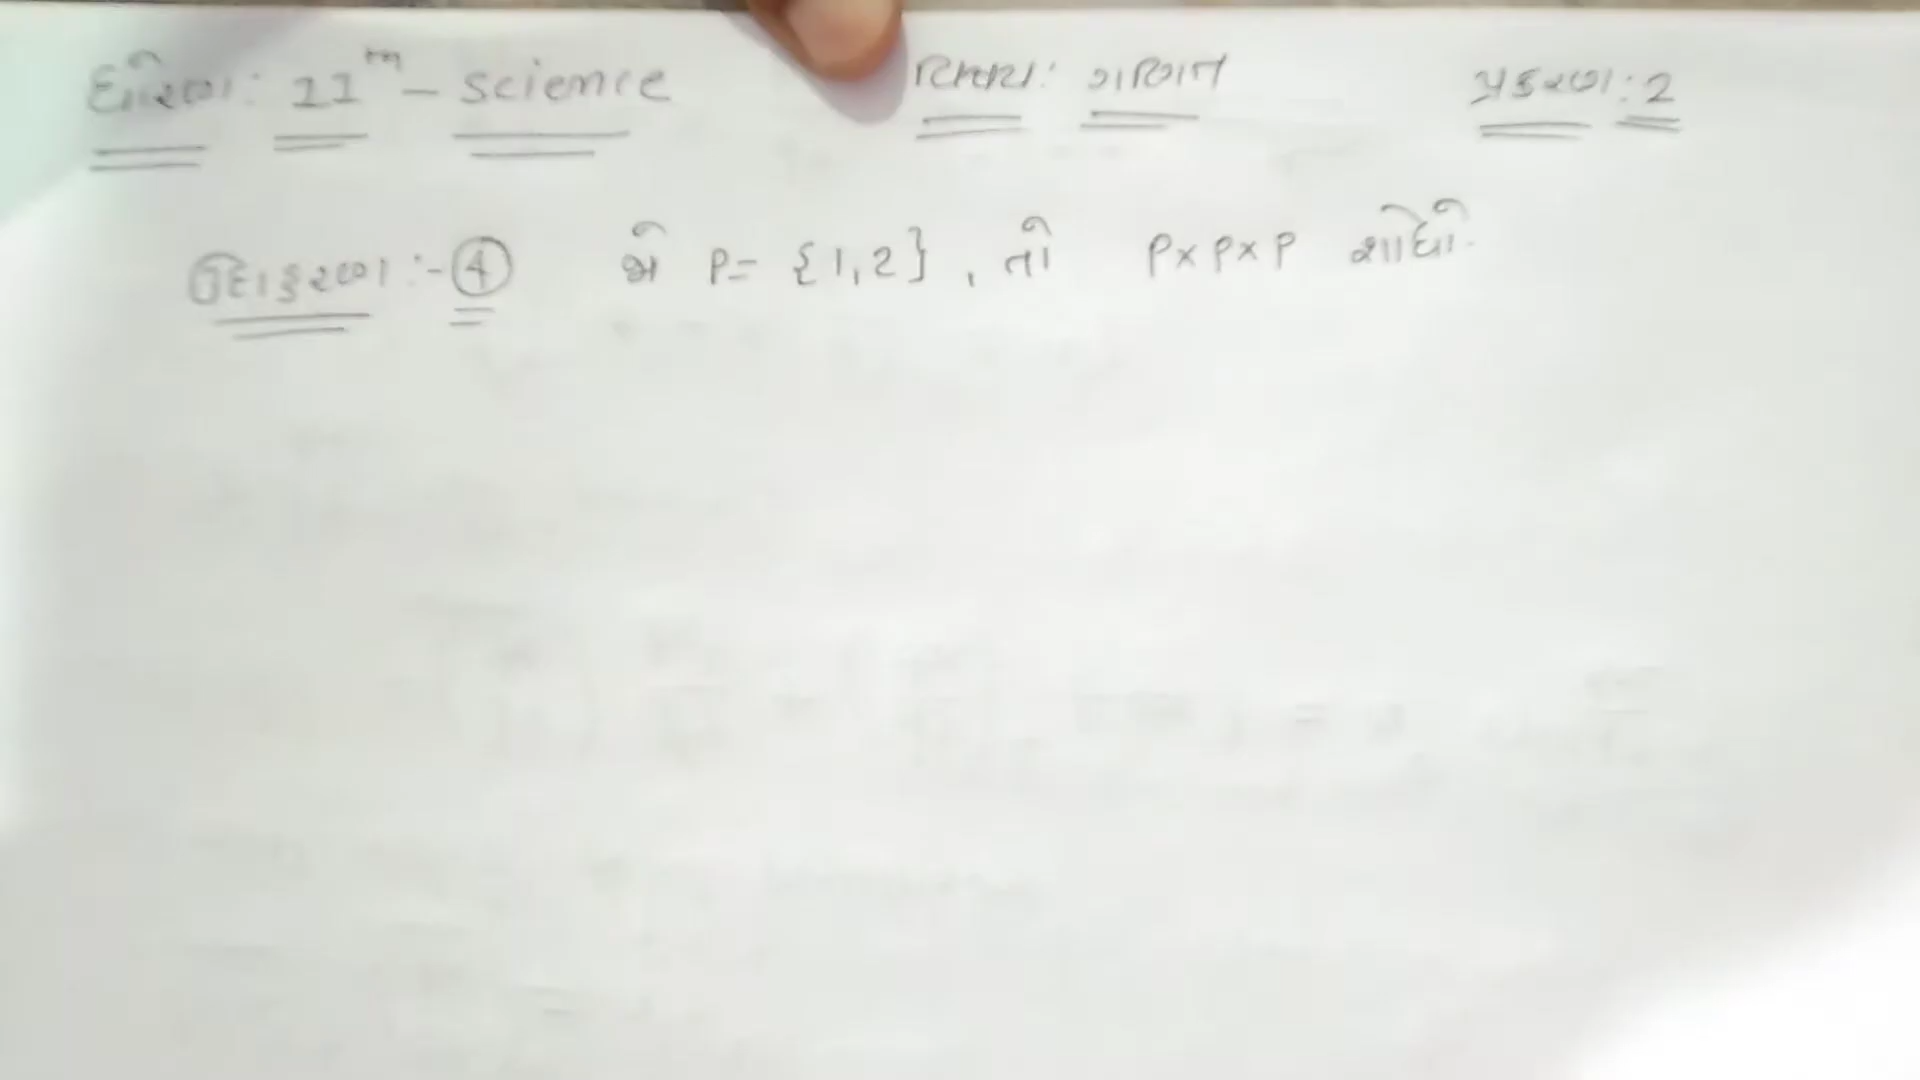 ધોરણ: 11th - science વિષય: ગણિત પ્રકરણ: 2
ઉદાહરણ :- 4 જો P = {1,2} , તો P×P×P શોધો.